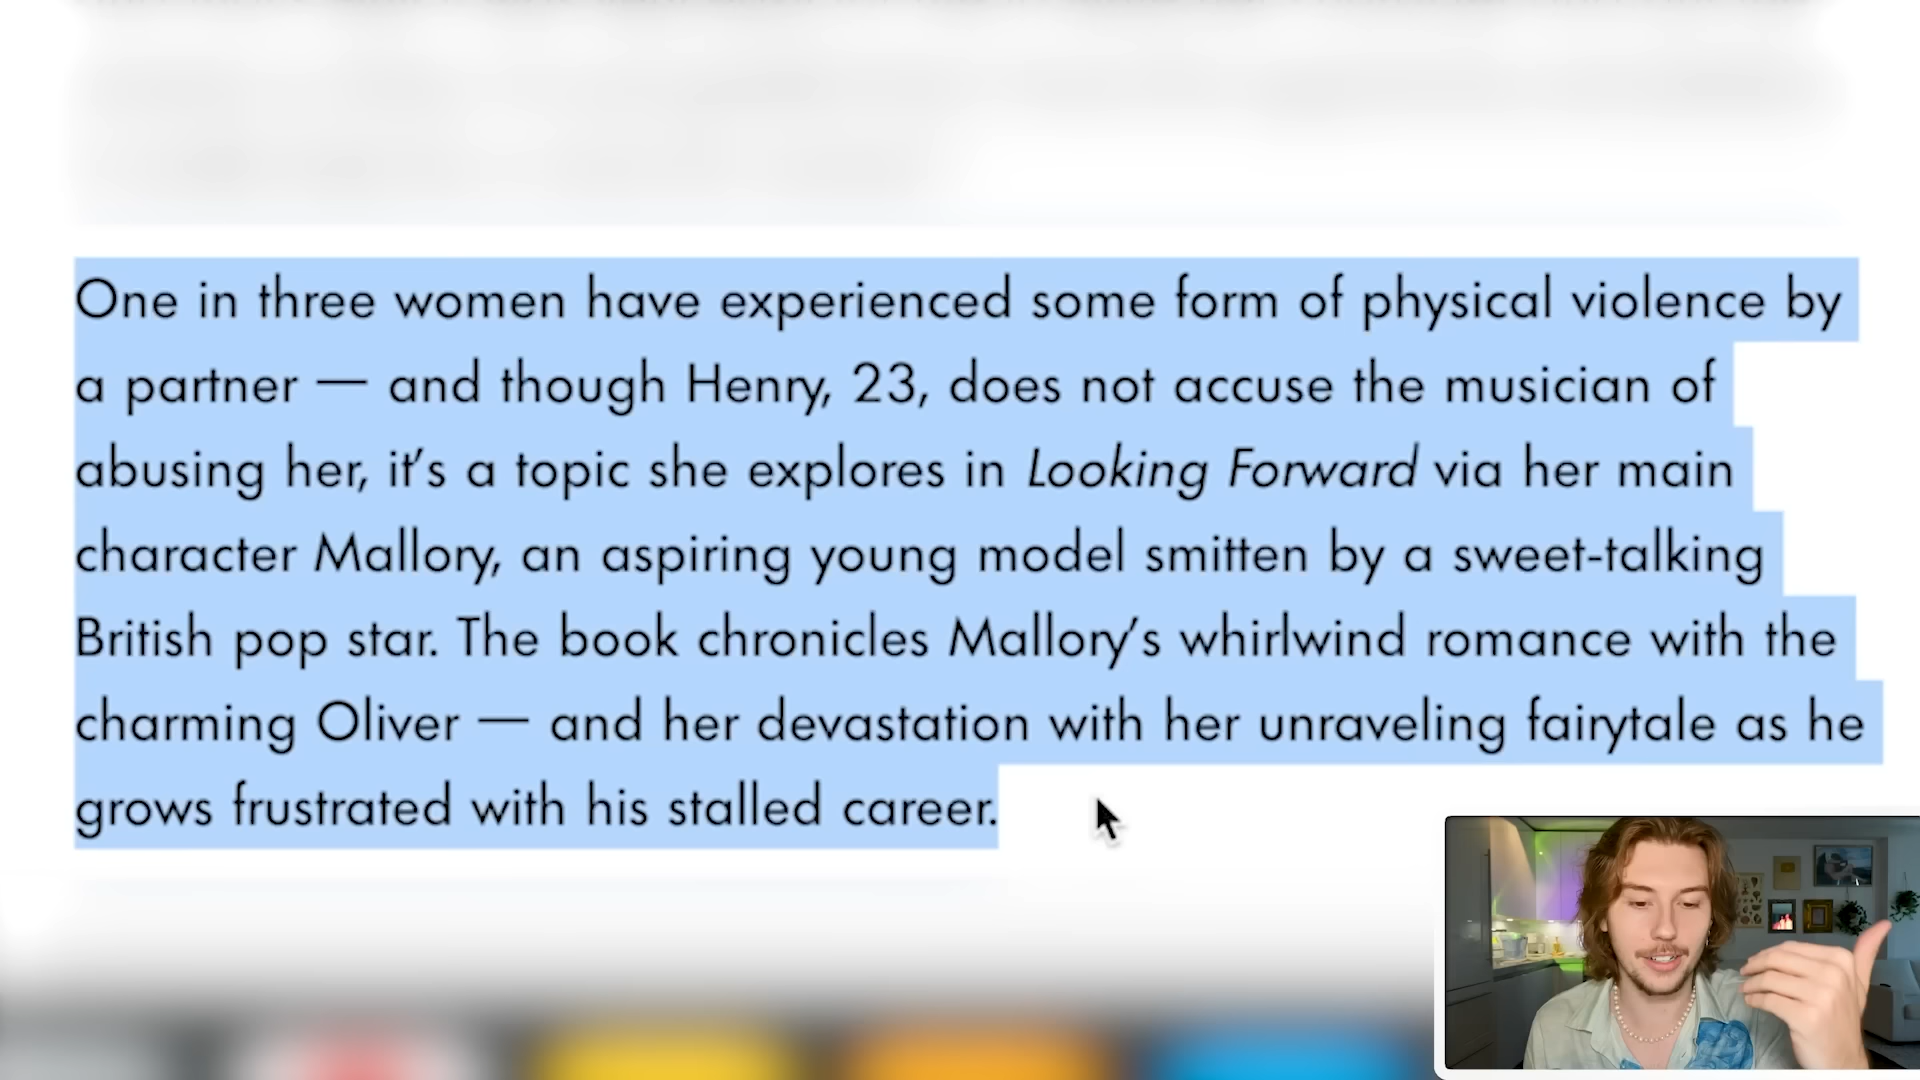 One in three women have experienced some form of physical violence by
a partner — and though Henry, 23, does not accuse the musician of
abusing her, it’s a topic she explores in Looking Forward via her main
character Mallory, an aspiring young model smitten by a sweet-talking
British pop star. The book chronicles Mallory’s whirlwind romance with the
charming Oliver — and her devastation with her unraveling fairytale as he
grows frustrated with his stalled career.